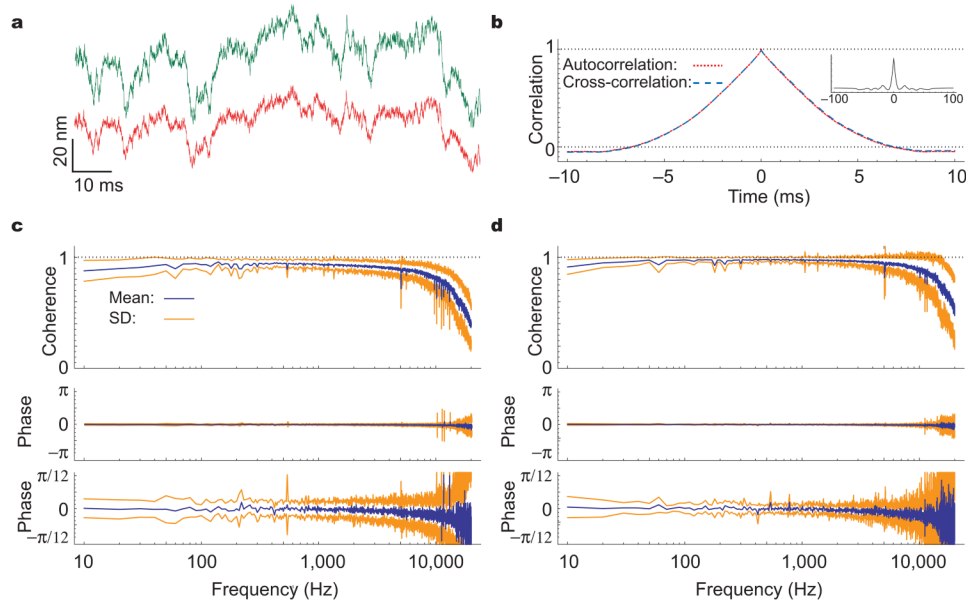 a
20 nm
10 ms
b
Correlation
1
0
Autocorrelation:
Cross-correlation:
–100 0 100
–10 –5 0 5 10
Time (ms)
c
Coherence
1
0
Mean:
SD:
Phase
π
0
–π
Phase
π/12
0
–π/12
10 100 1,000 10,000
Frequency (Hz)
d
Coherence
1
0
Phase
π
0
–π
Phase
π/12
0
–π/12
10 100 1,000 10,000
Frequency (Hz)